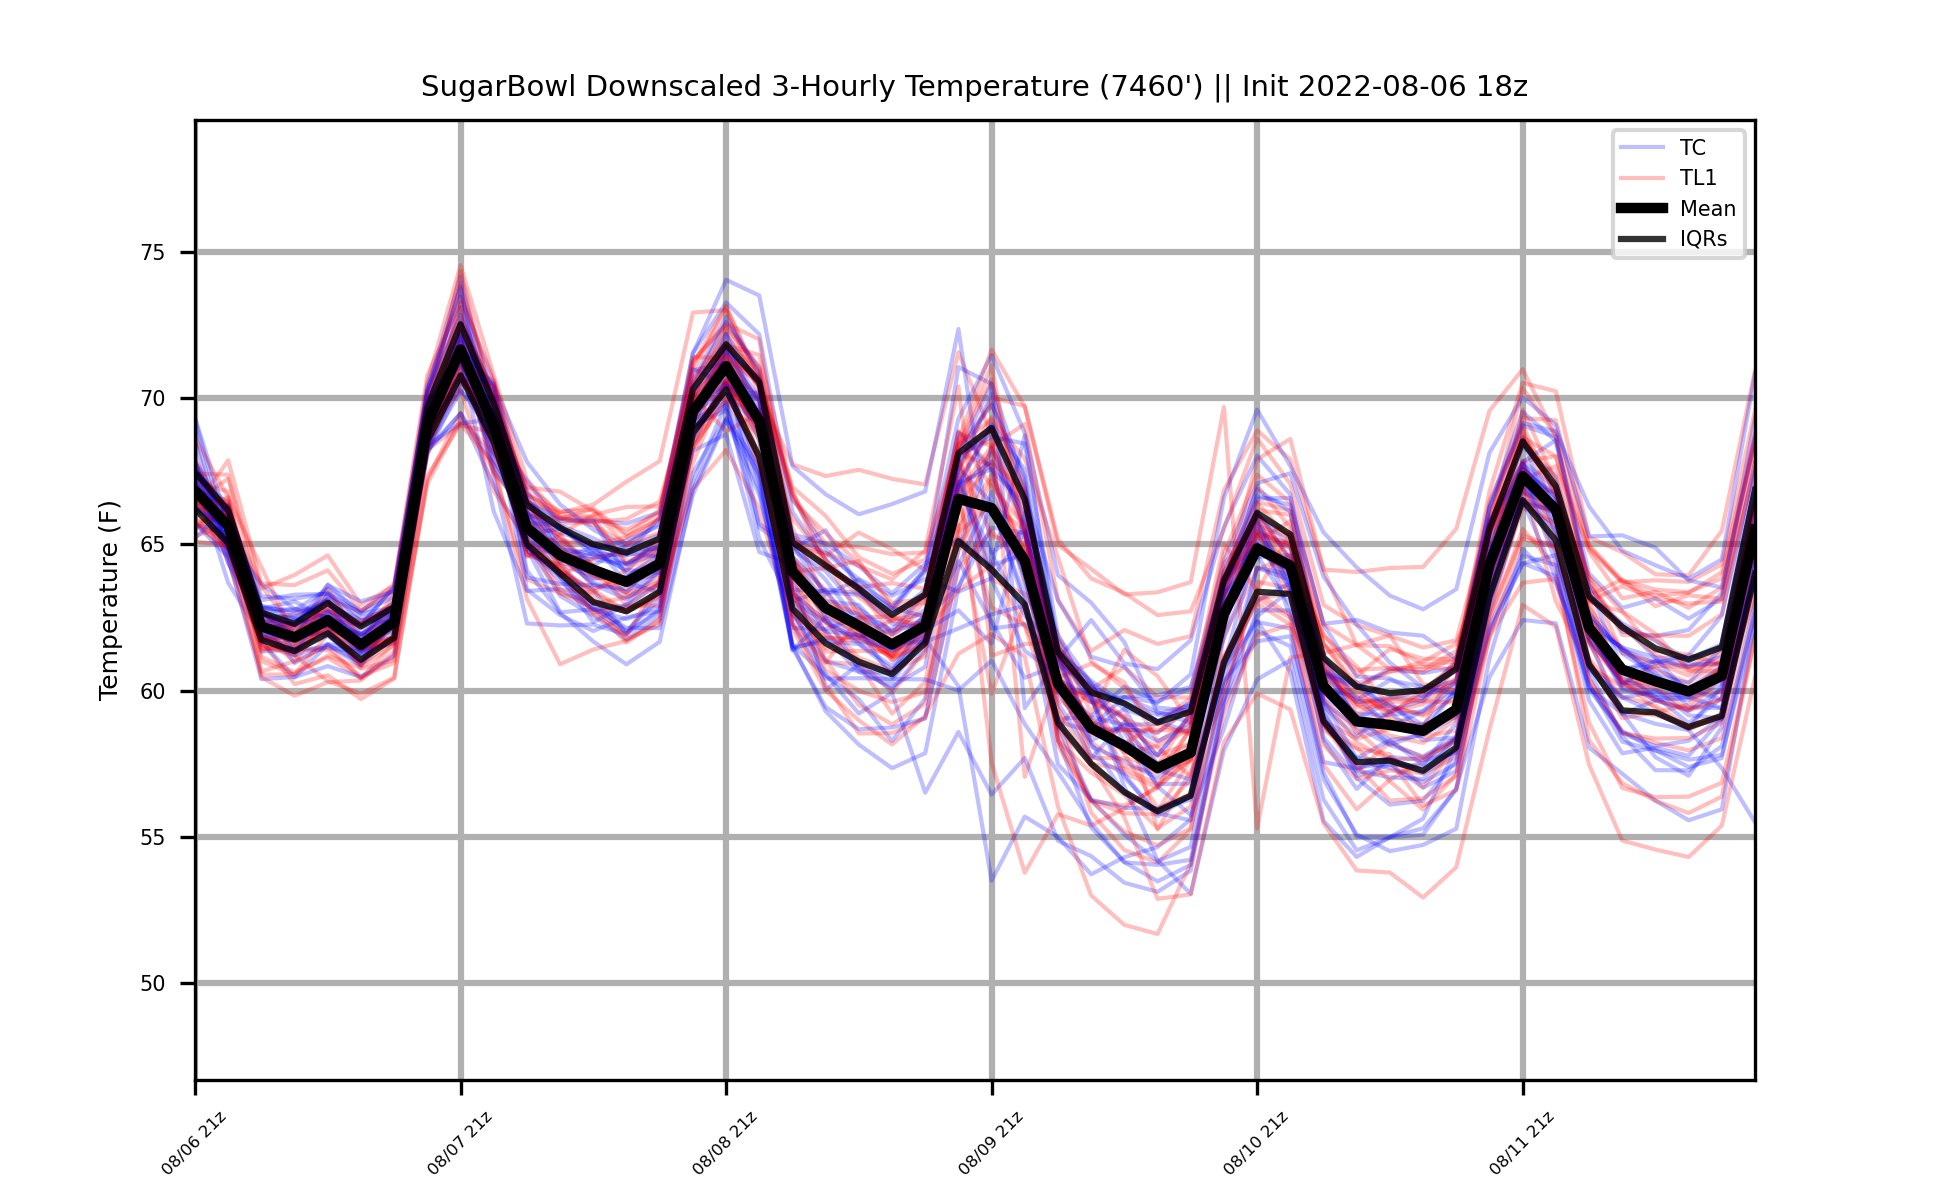 SugarBowl Downscaled 3-Hourly Temperature (7460') || Init 2022-08-06 18z
TC
TL1
Mean
IQRs
Temperature (F)
75
70
65
60
55
50
08/06 21z
08/07 21z
08/08 21z
08/09 21z
08/10 21z
08/11 21z